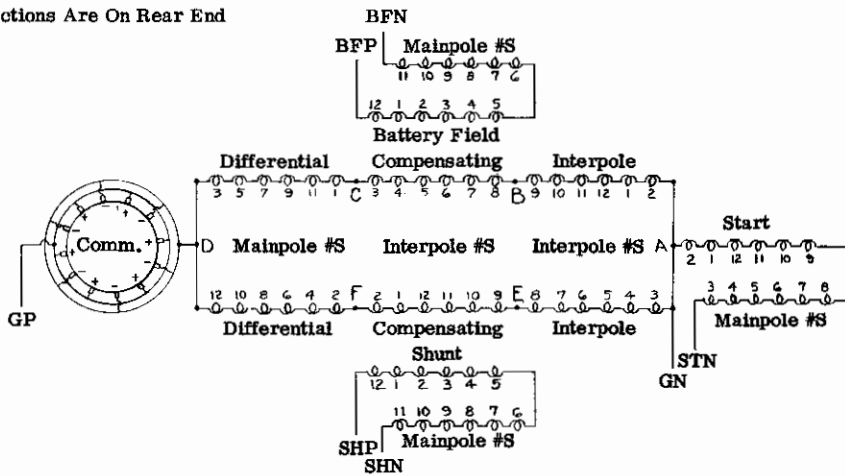 ctions Are On Rear End
BFN
BFP
Mainpole #S
11 10 9 8 7 6
12 1 2 3 4 5
Battery Field
Differential Compensating Interpole
3 5 7 9 11 1 C 3 4 5 6 7 8 B 9 10 11 12 1 2
Start
Comm. D Mainpole #S Interpole #S Interpole #S A
2 1 12 11 10 9
12 10 8 6 4 2 F 2 1 12 11 10 9 E 8 7 6 5 4 3
3 4 5 6 7 8
GP
Differential Compensating Interpole
Mainpole #S
Shunt
STN
GN
12 1 2 3 4 5
11 10 9 8 7 6
SHP
Mainpole #S
SHN